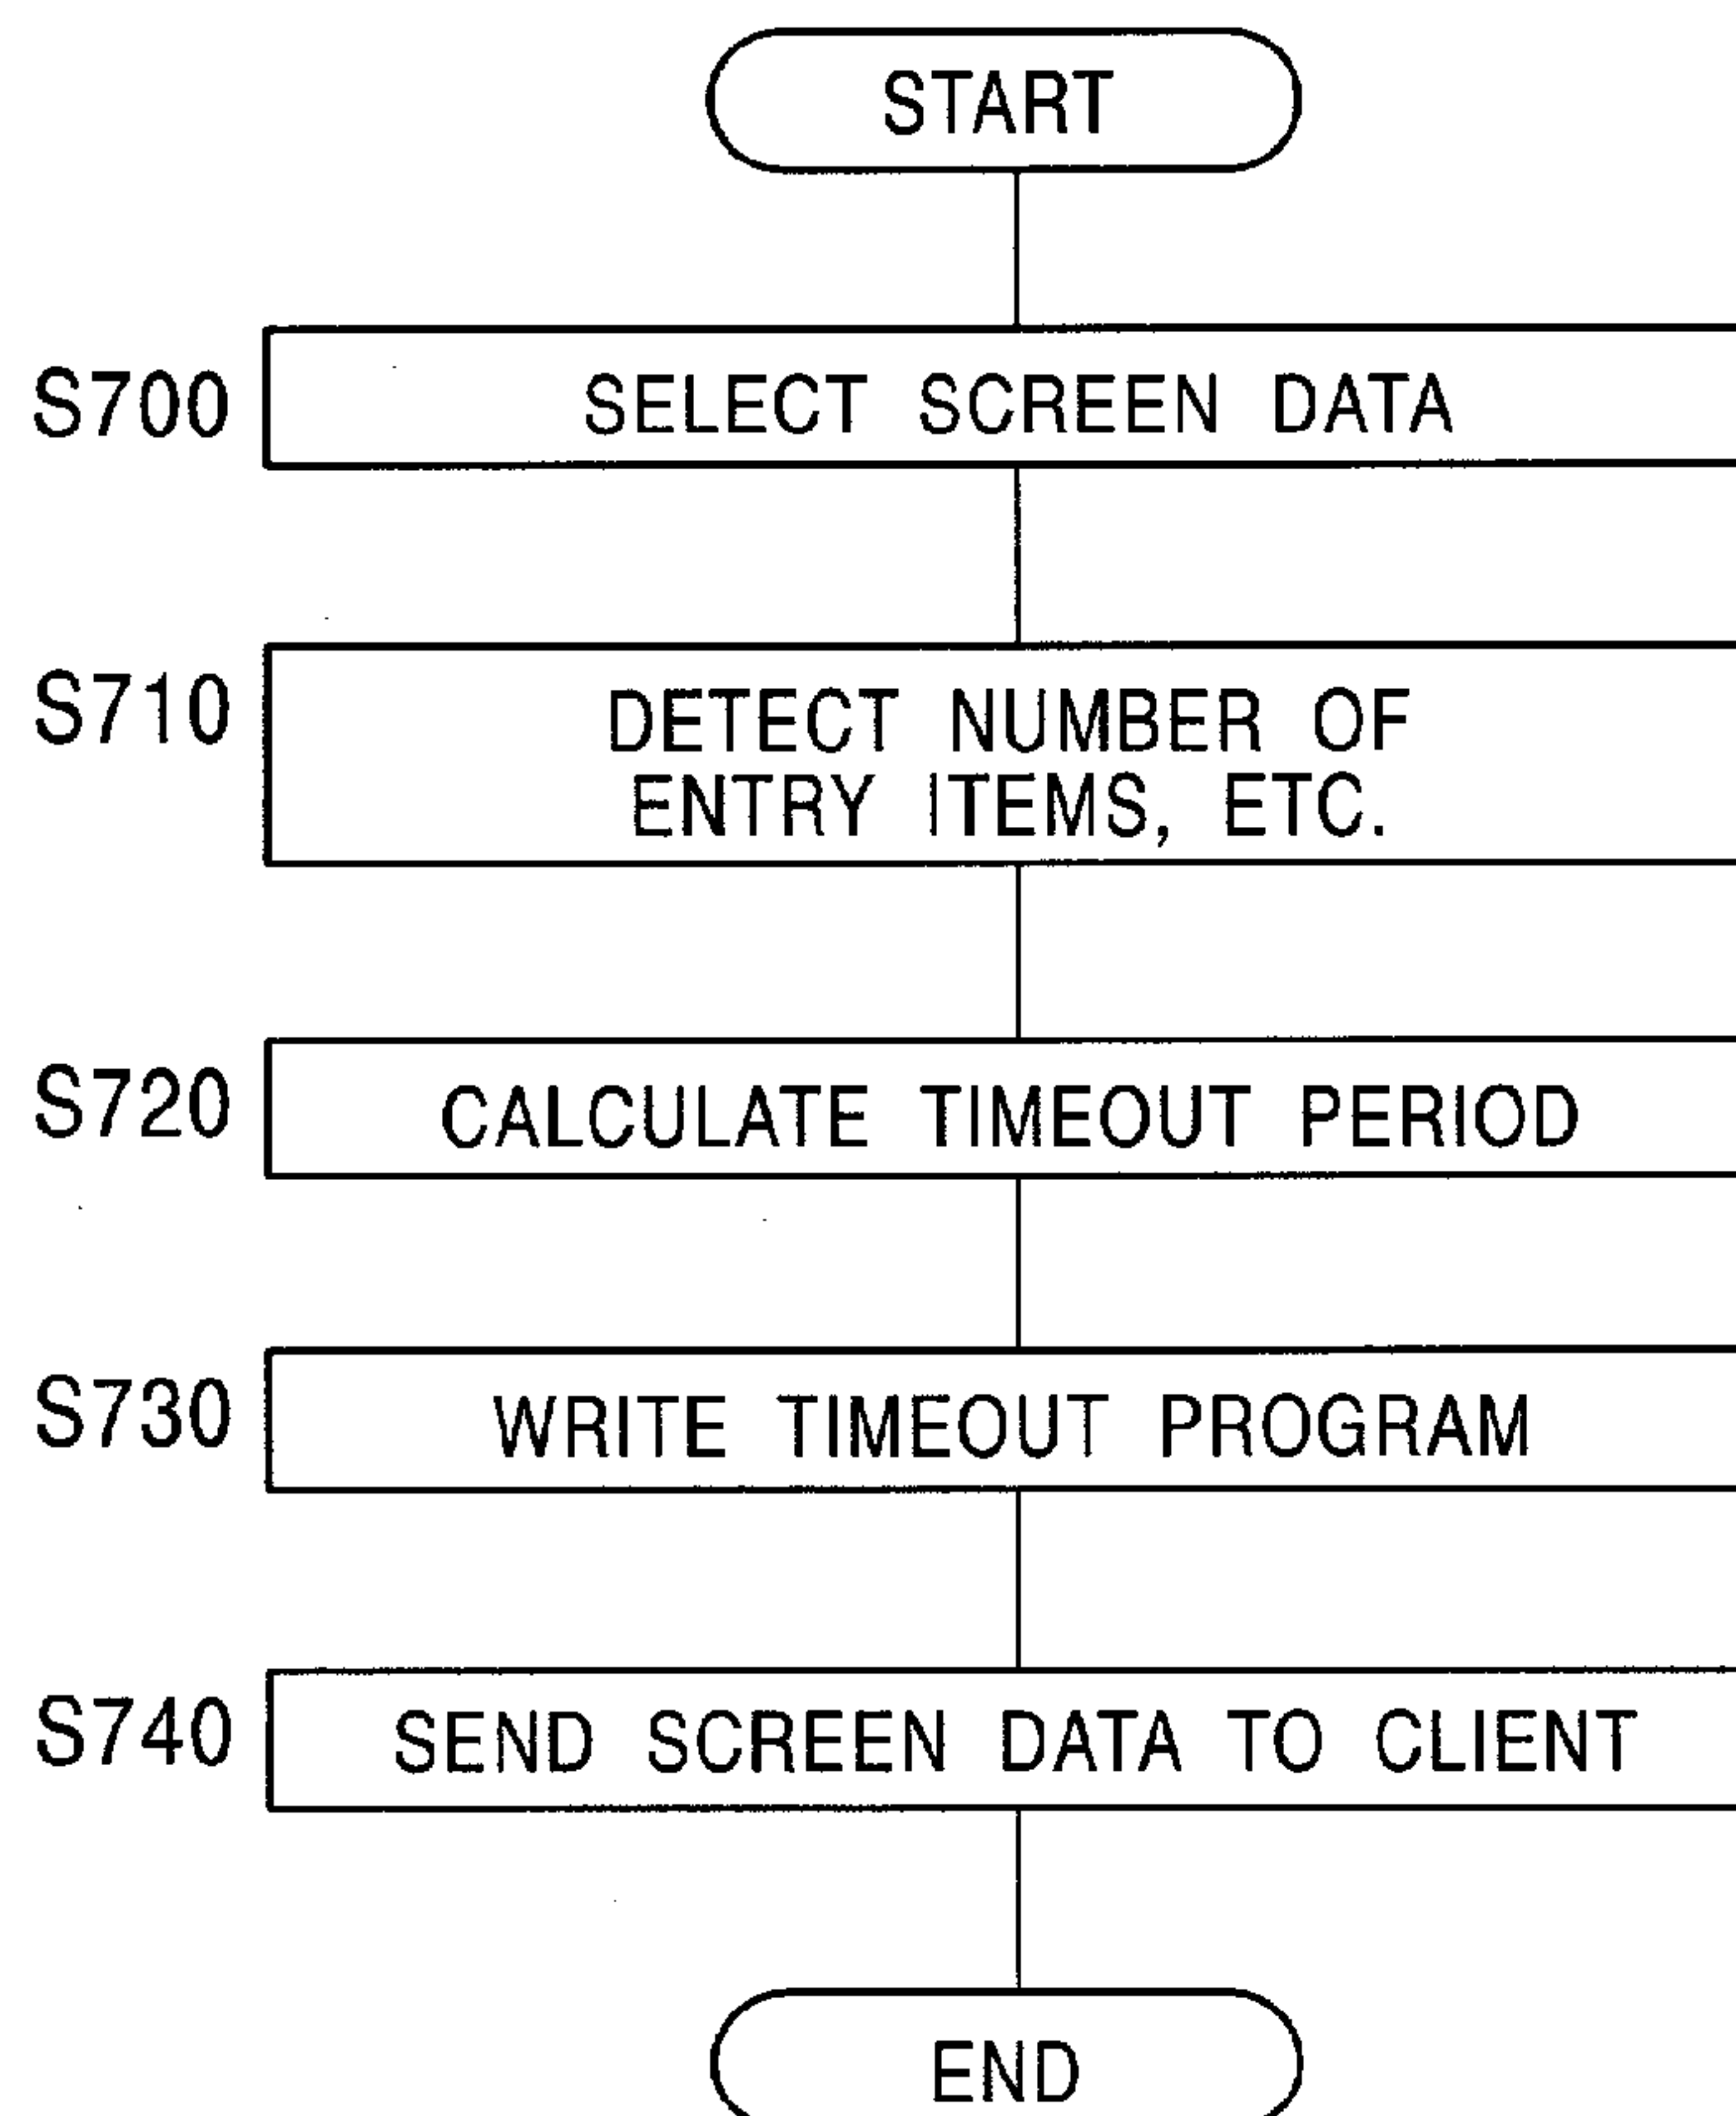 START
S700 SELECT SCREEN DATA
S710 DETECT NUMBER OF
ENTRY ITEMS, ETC.
S720 CALCULATE TIMEOUT PERIOD
S730 WRITE TIMEOUT PROGRAM
S740 SEND SCREEN DATA TO CLIENT
END